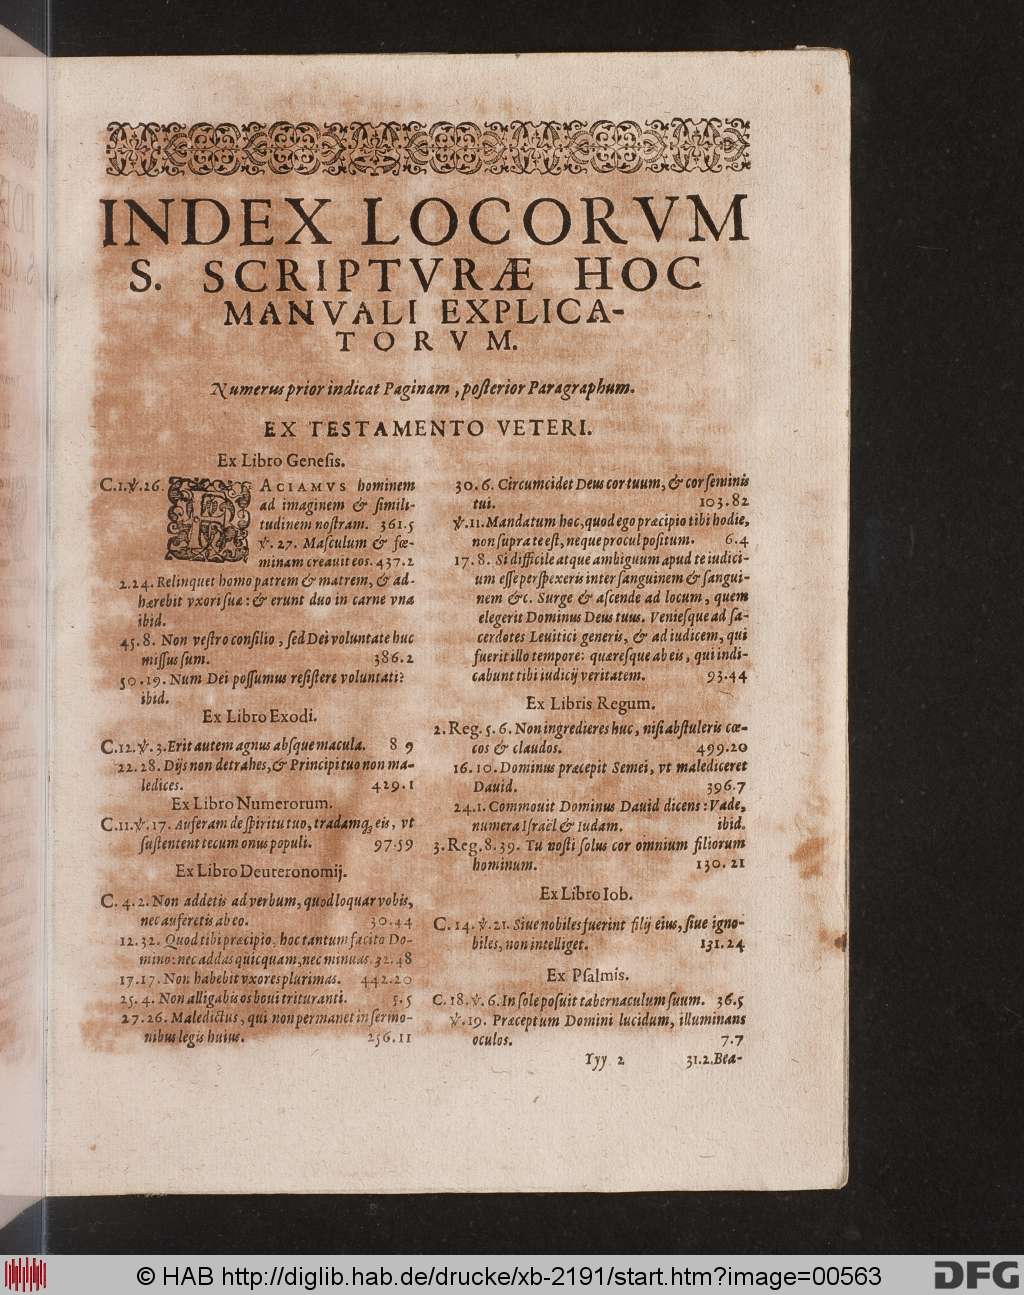 INDEX LOCORVM
S. SCRIPTVRÆ HOC
MANVALI EXPLICA-
TORVM.
Numerus prior indicat Paginam, posterior Paragraphum.
EX TESTAMENTO VETERI.
Ex Libro Genesis.
C.1.℣.26. FACIAMVS hominem
ad imaginem & simili-
tudinem nostram. 361.5
℣. 27. Masculum & fœ-
minam creauit eos. 437.2
2.24. Relinquet homo patrem & matrem, & ad-
hærebit vxori suæ: & erunt duo in carne vna
ibid.
45.8. Non vestro consilio, sed Dei voluntate huc
missus sum. 386.2
50.19. Num Dei possumus resistere voluntati?
ibid.
Ex Libro Exodi.
C.12.℣.3. Erit autem agnus absque macula. 8 9
22.28. Dijs non detrahes, & Principi tuo non ma-
ledices. 429.1
Ex Libro Numerorum.
C.11.℣.17. Auferam de spiritu tuo, tradamq; eis, vt
sustentent tecum onus populi. 97.59
Ex Libro Deuteronomij.
C. 4.2. Non addetis ad verbum, quod loquar vobis,
nec auferetis ab eo. 30.44
12.32. Quod tibi præcipio, hoc tantum facito Do-
mino: nec addas quicquam, nec minuas. 32.48
17.17. Non habebit vxores plurimas. 442.20
25.4. Non alligabis os boui trituranti. 5.5
27.26. Maledictus, qui non permanet in sermo-
nibus legis huius. 256.11
30.6. Circumcidet Deus cor tuum, & cor seminis
tui. 103.82
℣.11. Mandatum hoc, quod ego præcipio tibi hodie,
non supra te est, neque procul positum. 6.4
17.8. Si difficile atque ambiguum apud te iudici-
um esse perspexeris inter sanguinem & sangui-
nem &c. Surge & ascende ad locum, quem
elegerit Dominus Deus tuus. Veniesque ad sa-
cerdotes Leuitici generis, & ad iudicem, qui
fuerit illo tempore: quæresque ab eis, qui indi-
cabunt tibi iudicij veritatem. 93.44
Ex Libris Regum.
2. Reg. 5.6. Non ingredieres huc, nisi abstuleris cœ-
cos & claudos. 499.20
16.10. Dominus præcepit Semei, vt malediceret
Dauid. 396.7
24.1. Commouit Dominus Dauid dicens: Vade,
numera Israël & Iudam. ibid.
3. Reg. 8.39. Tu nosti solus cor omnium filiorum
hominum. 130.21
Ex Libro Iob.
C. 14.℣.21. Siue nobiles fuerint filij eius, siue igno-
biles, non intelliget. 131.24
Ex Psalmis.
C. 18.℣.6. In sole posuit tabernaculum suum. 36.5
℣.19. Præceptum Domini lucidum, illuminans
oculos. 7.7
Yyy 2 31.2. Bea-
© HAB http://diglib.hab.de/drucke/xb-2191/start.htm?image=00563
DFG